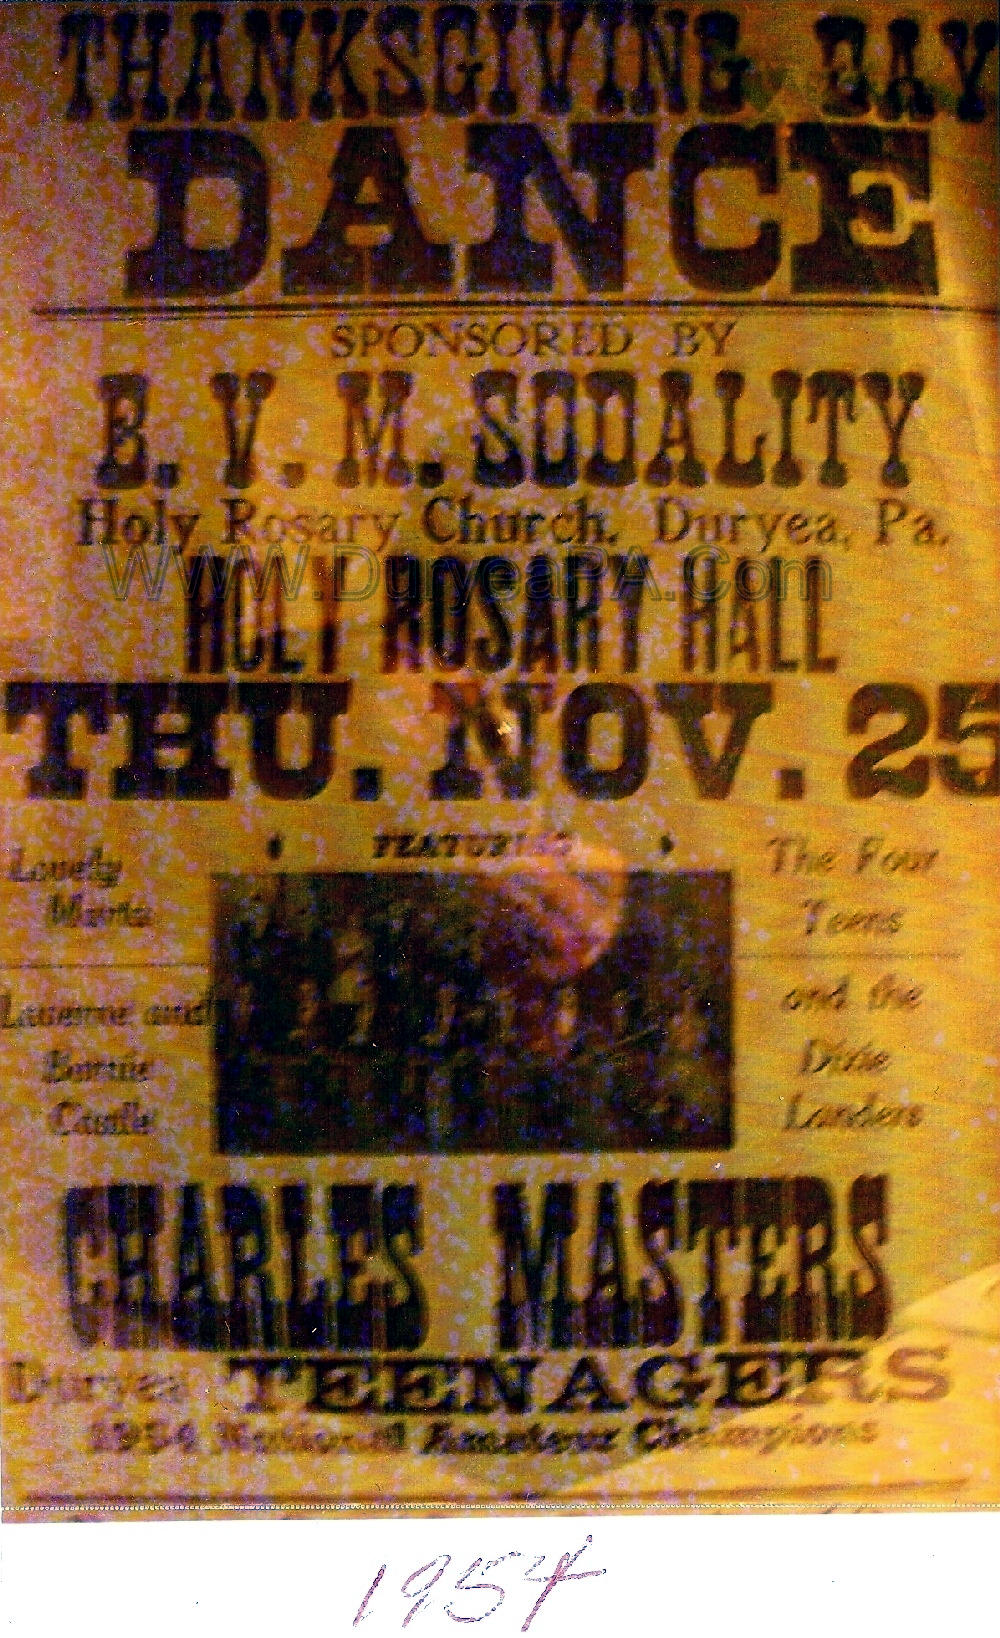 THANKSGIVING DAY
DANCE
SPONSORED BY
B. V. M. SODALITY
Holy Rosary Church, Duryea, Pa.
WWW.DuryeaPA.Com
HOLY ROSARY HALL
THU. NOV. 25
FEATURING
Lovely
The Four
Teens
Laverne and
Castle
and the
Dixie
Landers
CHARLES MASTERS
Duryea TEENAGERS
1954 National Amateur Champions
1954